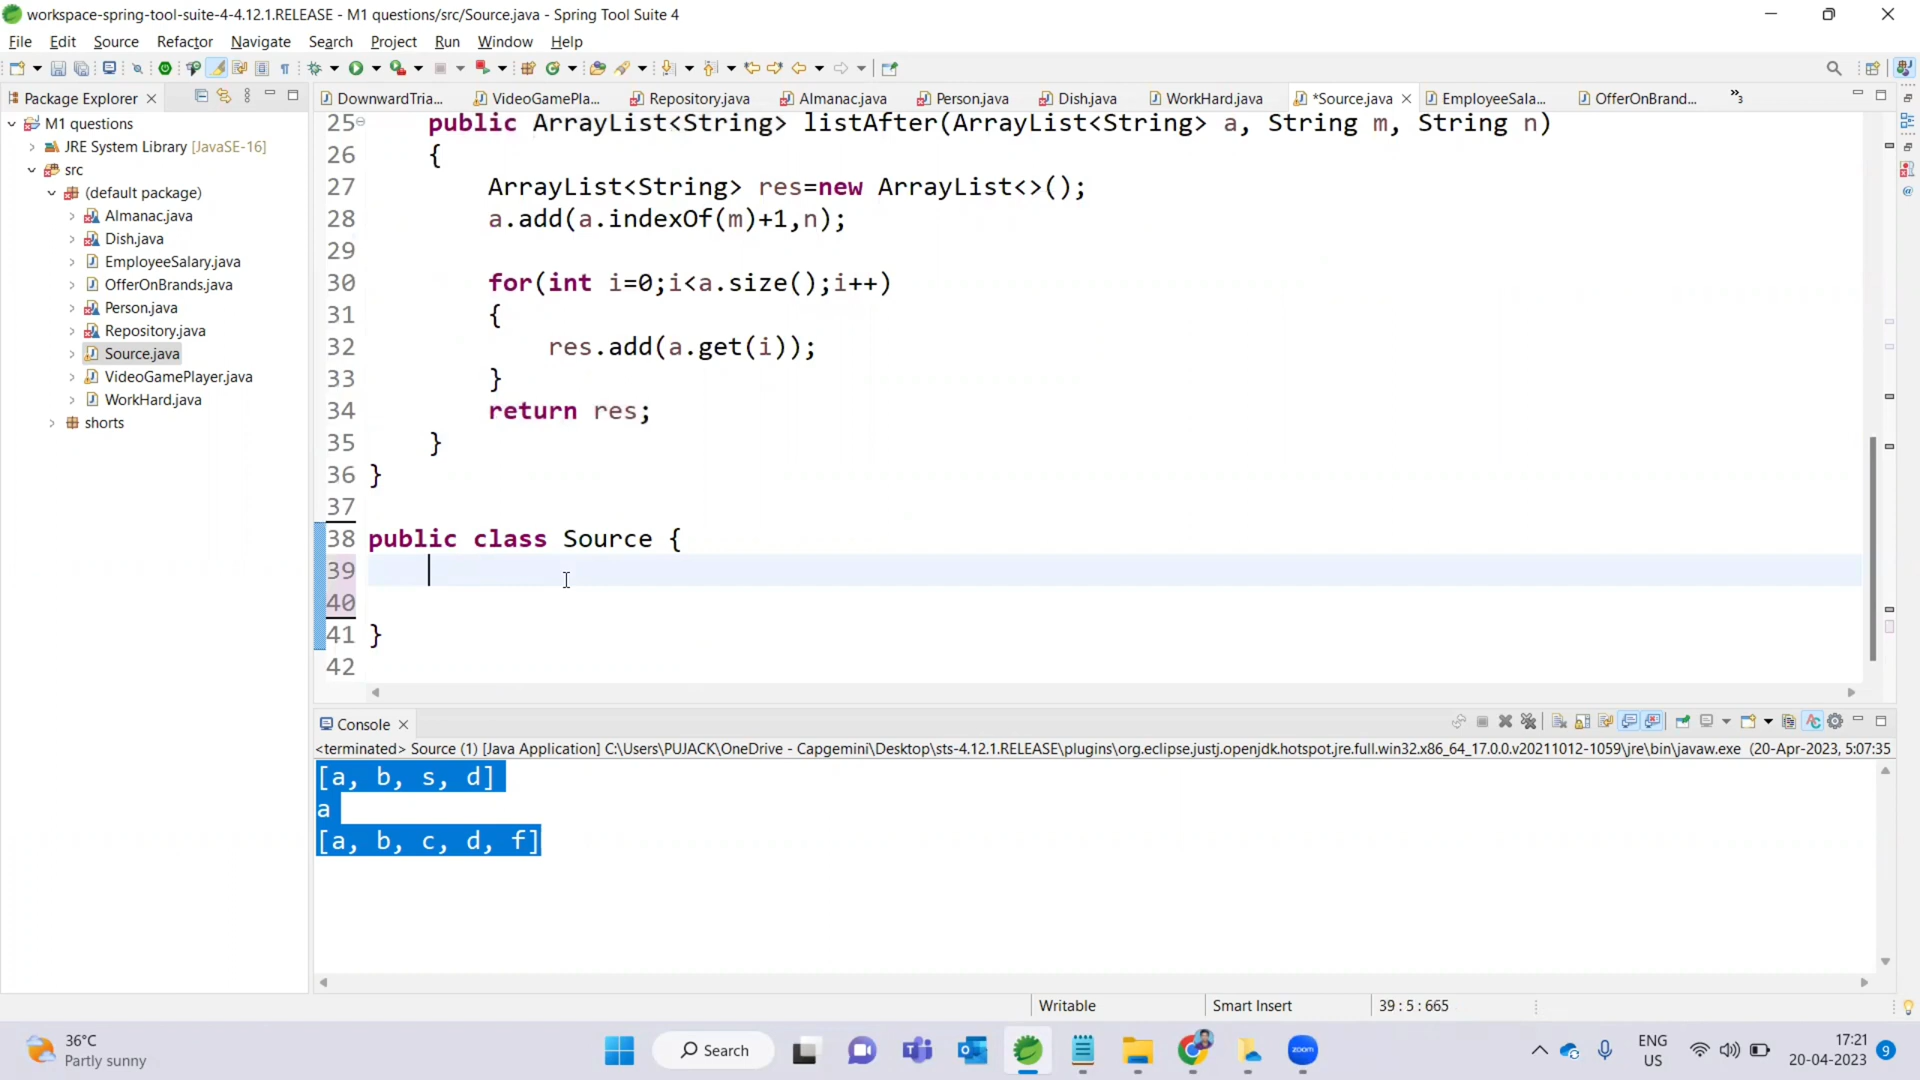 workspace-spring-tool-suite-4-4.12.1.RELEASE - M1 questions/src/Source.java - Spring Tool Suite 4
File Edit Source Refactor Navigate Search Project Run Window Help
Package Explorer
DownwardTria... VideoGamePla... Repository.java Almanac.java Person.java Dish.java WorkHard.java *Source.java EmployeeSala... OfferOnBrand... »3
M1 questions
JRE System Library [JavaSE-16]
src
(default package)
Almanac.java
Dish.java
EmployeeSalary.java
OfferOnBrands.java
Person.java
Repository.java
Source.java
VideoGamePlayer.java
WorkHard.java
shorts
25 public ArrayList<String> listAfter(ArrayList<String> a, String m, String n)
26 {
27 ArrayList<String> res=new ArrayList<>();
28 a.add(a.indexOf(m)+1,n);
29
30 for(int i=0;i<a.size();i++)
31 {
32 res.add(a.get(i));
33 }
34 return res;
35 }
36 }
37
38 public class Source {
39
40
41 }
42
Console
<terminated> Source (1) [Java Application] C:\Users\PUJACK\OneDrive - Capgemini\Desktop\sts-4.12.1.RELEASE\plugins\org.eclipse.justj.openjdk.hotspot.jre.full.win32.x86_64_17.0.0.v20211012-1059\jre\bin\javaw.exe (20-Apr-2023, 5:07:35
[a, b, s, d]
a
[a, b, c, d, f]
Writable Smart Insert 39 : 5 : 665
36°C
Partly sunny
Search
zoom
ENG
US
17:21
20-04-2023
9